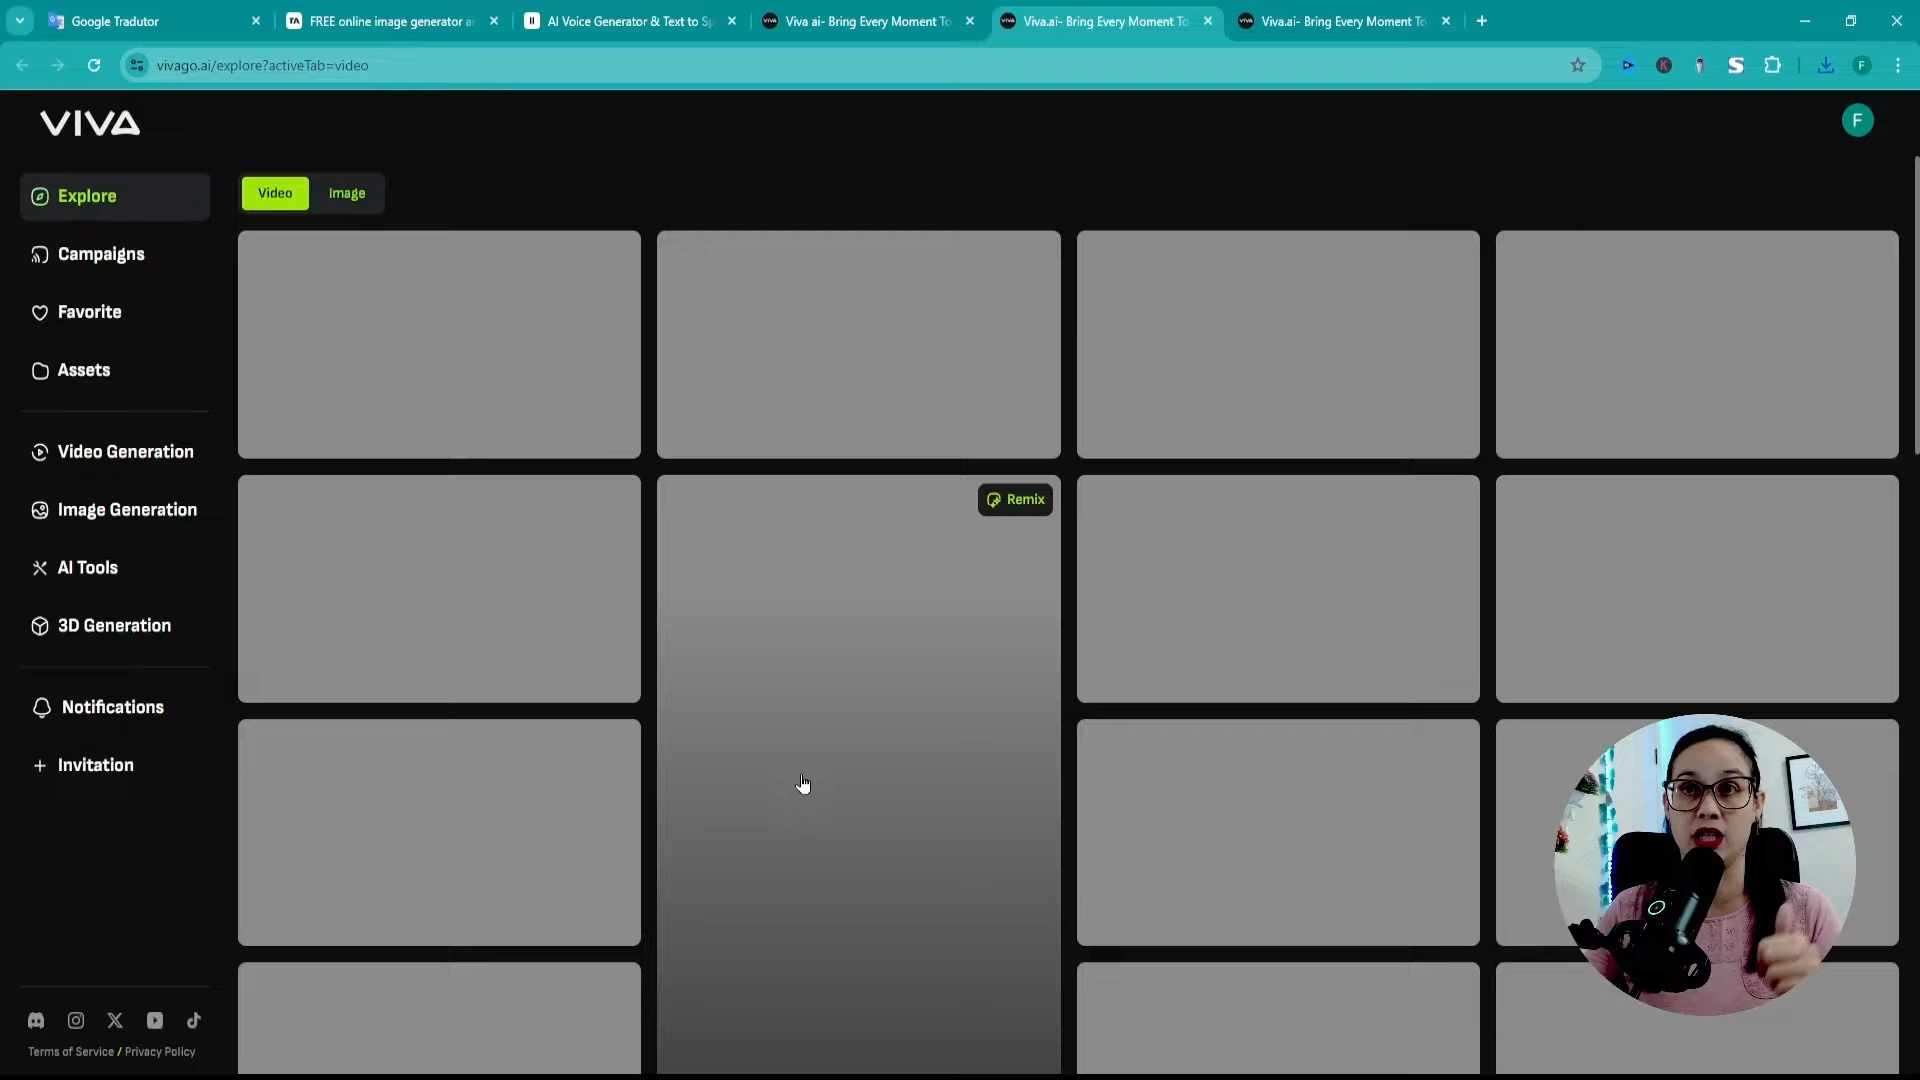 Google Tradutor
FREE online image generator a
AI Voice Generator & Text to Sp
Viva ai- Bring Every Moment To
Viva.ai- Bring Every Moment To
Viva.ai- Bring Every Moment To
vivago.ai/explore?activeTab=video
F
VIVA
F
Explore
Video
Image
Campaigns
Favorite
Assets
Video Generation
Remix
Image Generation
AI Tools
3D Generation
Notifications
Invitation
Terms of Service / Privacy Policy